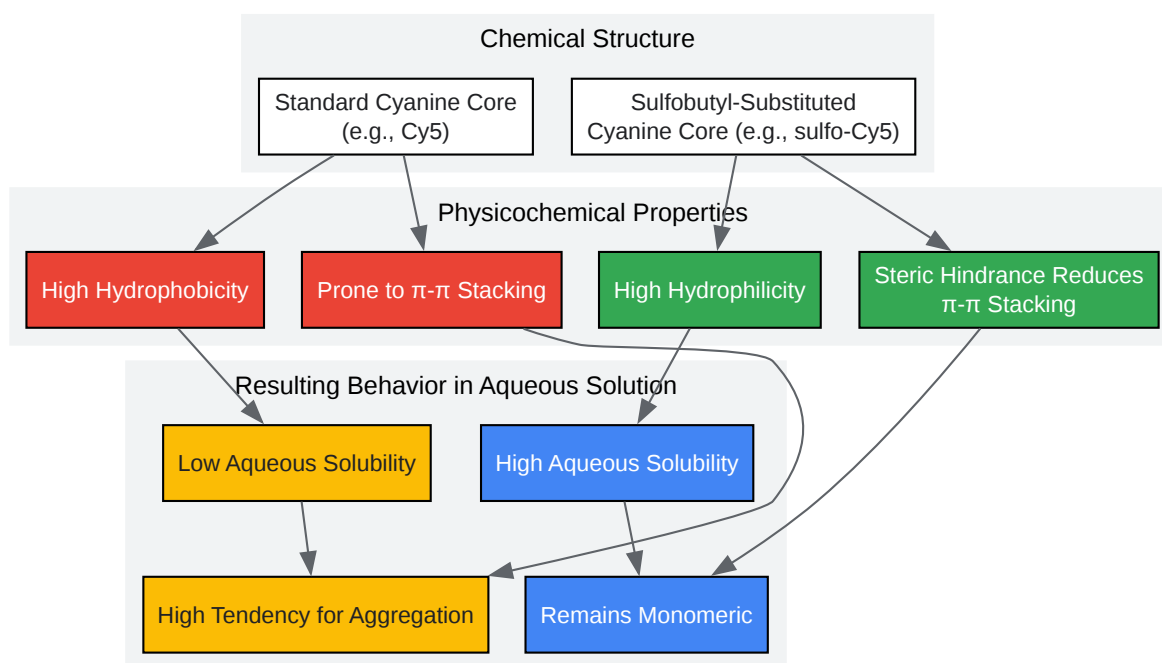 Chemical Structure
Standard Cyanine Core
(e.g., Cy5)
Sulfobutyl-Substituted
Cyanine Core (e.g., sulfo-Cy5)
Physicochemical Properties
High Hydrophobicity
Prone to π-π Stacking
High Hydrophilicity
Steric Hindrance Reduces
π-π Stacking
Resulting Behavior in Aqueous Solution
Low Aqueous Solubility
High Aqueous Solubility
High Tendency for Aggregation
Remains Monomeric